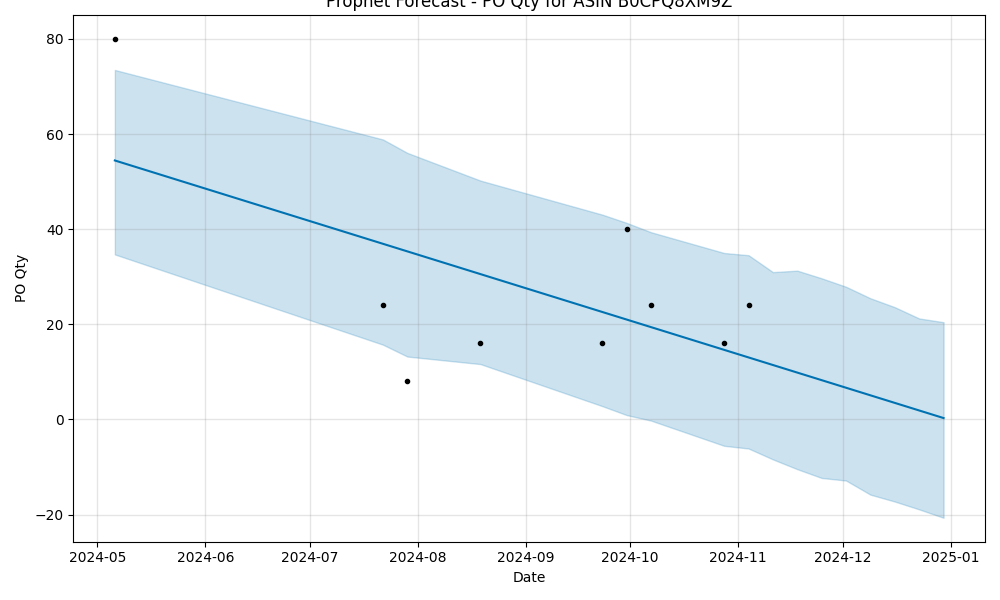 Prophet Forecast - PO Qty for ASIN B0CPQ8XM9Z
80
60
40
20
0
−20
PO Qty
2024-05 2024-06 2024-07 2024-08 2024-09 2024-10 2024-11 2024-12 2025-01
Date